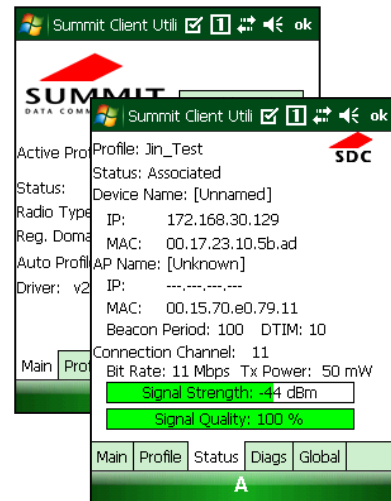 Summit Client Utili 1 ok
SUMMIT
DATA COMM
Active Prof
Status:
Radio Type
Reg. Doma
Auto Profil
Driver: v2
Main Prof
Summit Client Utili 1 ok
Profile: Jin_Test
SDC
Status: Associated
Device Name: [Unnamed]
IP: 172.168.30.129
MAC: 00.17.23.10.5b.ad
AP Name: [Unknown]
IP: ---.---.---.---
MAC: 00.15.70.e0.79.11
Beacon Period: 100 DTIM: 10
Connection Channel: 11
Bit Rate: 11 Mbps Tx Power: 50 mW
Signal Strength: -44 dBm
Signal Quality: 100 %
Main Profile Status Diags Global
A